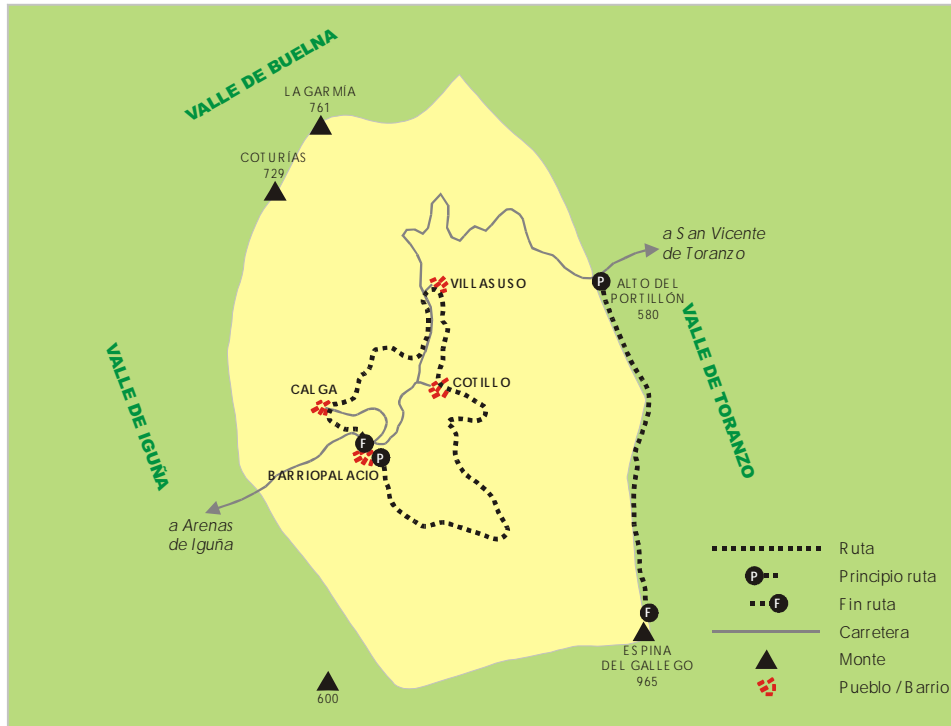 VALLE DE BUELNA
LA GARMÍA
761
COTURÍAS
729
a San Vicente
de Toranzo
VILLASUSO
P
ALTO DEL
PORTILLÓN
580
VALLE DE TORANZO
VALLE DE IGUÑA
CALGA
COTILLO
F
P
BARRIOPALACIO
a Arenas
de Iguña
F
ESPINA
DEL GALLEGO
965
600
Ruta
P Principio ruta
F Fin ruta
Carretera
Monte
Pueblo / Barrio